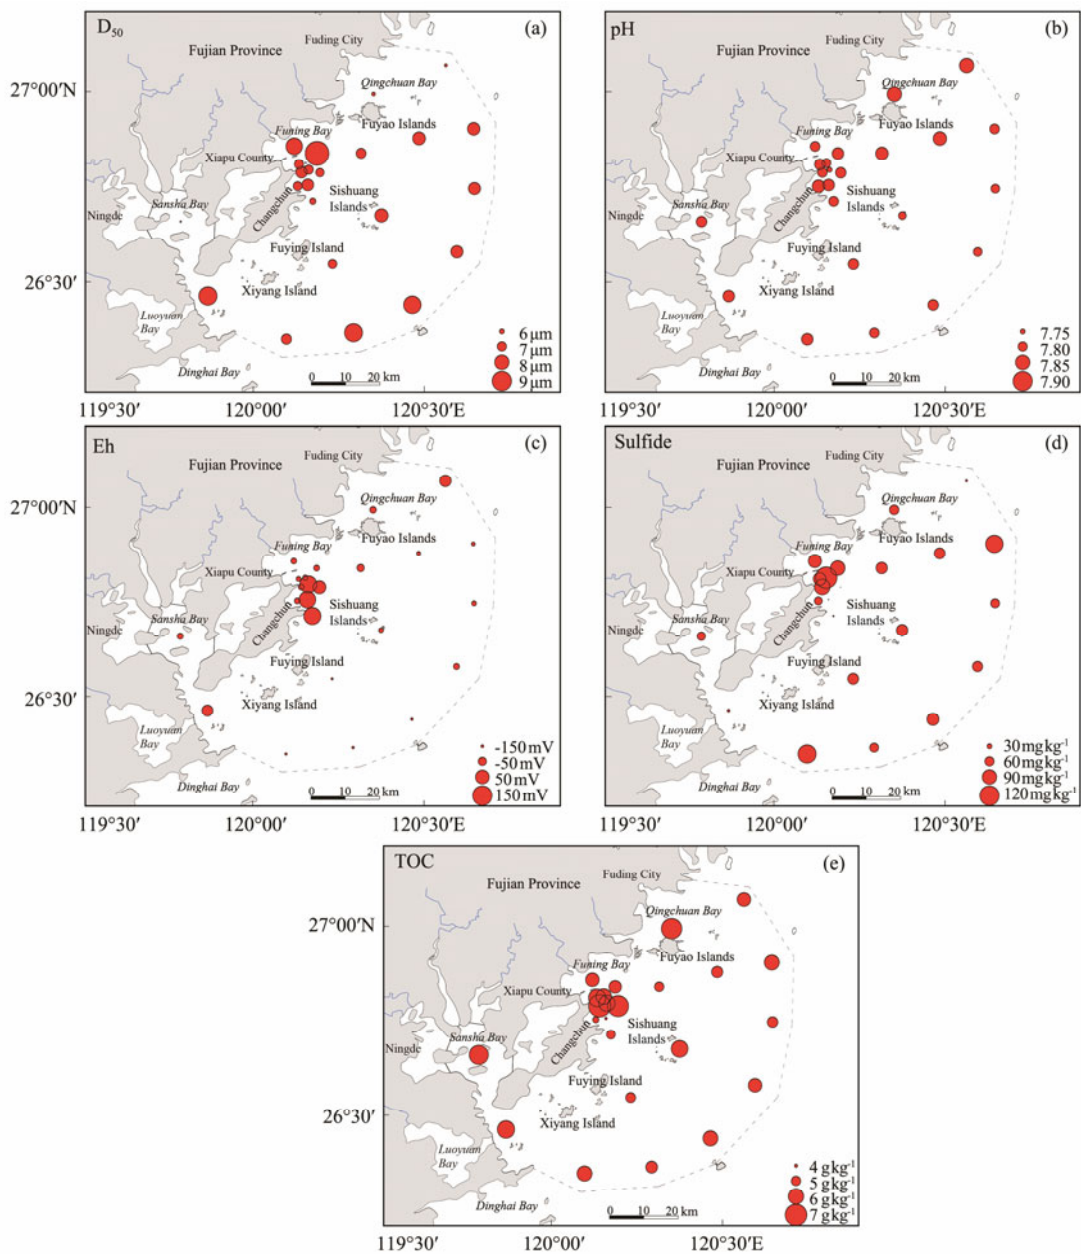 D50
(a)
Fuding City
Fujian Province
Qingchuan Bay
27°00′N
Fuyao Islands
Funing Bay
Xiapu County
Sishuang
Islands
Changchun
Sansha Bay
Ningde
Fuying Island
26°30′
Xiyang Island
Luoyuan
Bay
Dinghai Bay
6 μm
7 μm
8 μm
9 μm
0 10 20 km
119°30′ 120°00′ 120°30′E
pH
(b)
Fuding City
Fujian Province
Qingchuan Bay
Fuyao Islands
Funing Bay
Xiapu County
Sishuang
Islands
Changchun
Sansha Bay
Ningde
Fuying Island
Xiyang Island
Luoyuan
Bay
Dinghai Bay
7.75
7.80
7.85
7.90
0 10 20 km
119°30′ 120°00′ 120°30′E
Eh
(c)
Fuding City
Fujian Province
Qingchuan Bay
27°00′N
Fuyao Islands
Funing Bay
Xiapu County
Sishuang
Islands
Changchun
Sansha Bay
Ningde
Fuying Island
26°30′
Xiyang Island
Luoyuan
Bay
Dinghai Bay
-150 mV
-50 mV
50 mV
150 mV
0 10 20 km
119°30′ 120°00′ 120°30′E
Sulfide
(d)
Fuding City
Fujian Province
Qingchuan Bay
Fuyao Islands
Funing Bay
Xiapu County
Sishuang
Islands
Changchun
Sansha Bay
Ningde
Fuying Island
Xiyang Island
Luoyuan
Bay
Dinghai Bay
30 mg kg-1
60 mg kg-1
90 mg kg-1
120 mg kg-1
0 10 20 km
119°30′ 120°00′ 120°30′E
TOC
(e)
Fuding City
Fujian Province
Qingchuan Bay
27°00′N
Fuyao Islands
Funing Bay
Xiapu County
Sishuang
Islands
Changchun
Sansha Bay
Ningde
Fuying Island
26°30′
Xiyang Island
Luoyuan
Bay
Dinghai Bay
4 g kg-1
5 g kg-1
6 g kg-1
7 g kg-1
0 10 20 km
119°30′ 120°00′ 120°30′E